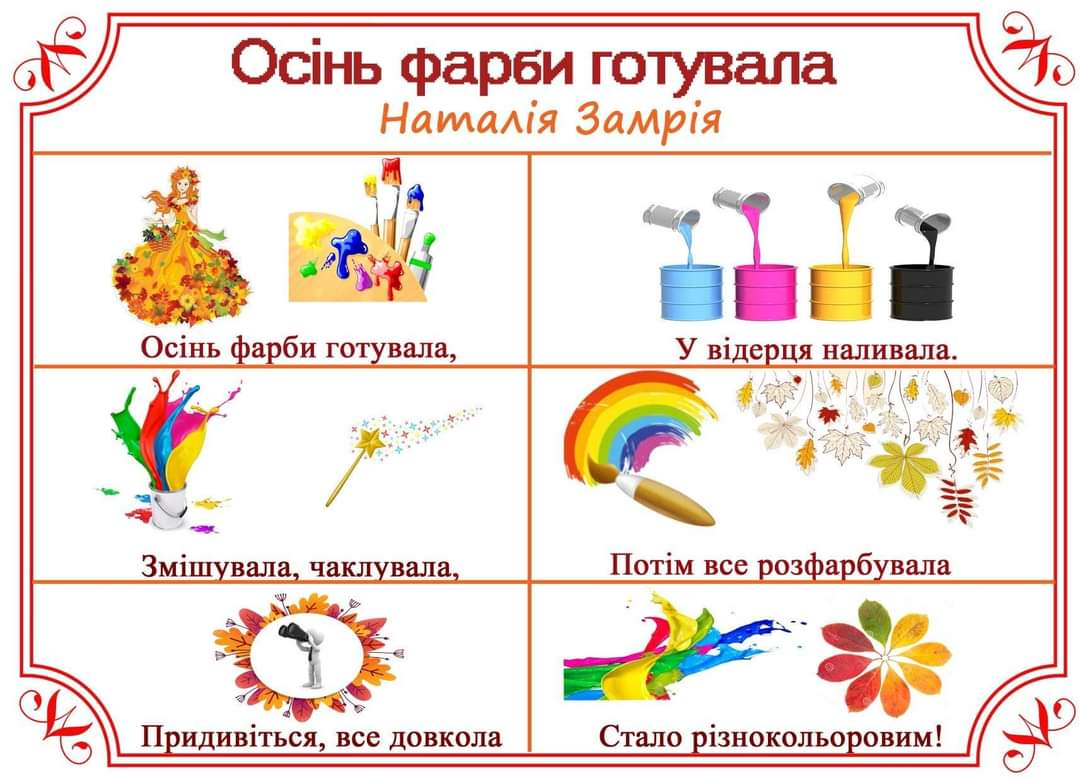 Осінь фарби готувала
Наталія Замрія
Осінь фарби готувала,
У відерця наливала.
Змішувала, чаклувала,
Потім все розфарбувала
Придивіться, все довкола
Стало різнокольоровим!